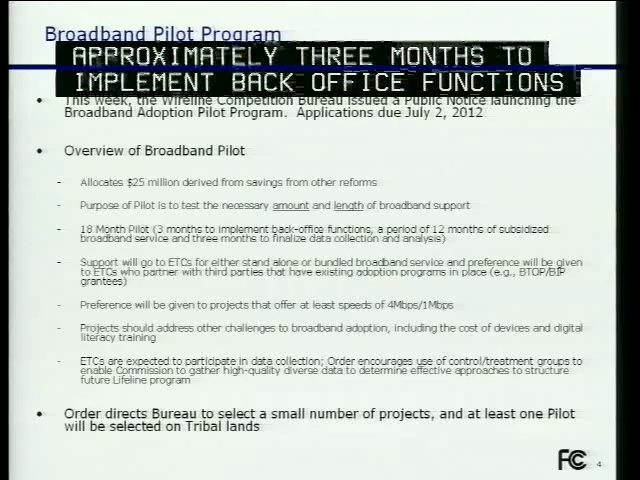 Broadband Pilot Program
APPROXIMATELY THREE MONTHS TO
IMPLEMENT BACK OFFICE FUNCTIONS
• This week, the Wireline Competition Bureau issued a Public Notice launching the
Broadband Adoption Pilot Program. Applications due July 2, 2012
• Overview of Broadband Pilot
- Allocates $25 million derived from savings from other reforms
- Purpose of Pilot is to test the necessary amount and length of broadband support
- 18 Month Pilot (3 months to implement back-office functions, a period of 12 months of subsidized
broadband service and three months to finalize data collection and analysis)
- Support will go to ETCs for either stand alone or bundled broadband service and preference will be given
to ETCs who partner with third parties that have existing adoption programs in place (e.g., BTOP/BIP
grantees)
- Preference will be given to projects that offer at least speeds of 4Mbps/1Mbps
- Projects should address other challenges to broadband adoption, including the cost of devices and digital
literacy training
- ETCs are expected to participate in data collection; Order encourages use of control/treatment groups to
enable Commission to gather high-quality diverse data to determine effective approaches to structure
future Lifeline program
• Order directs Bureau to select a small number of projects, and at least one Pilot
will be selected on Tribal lands
FCC 4